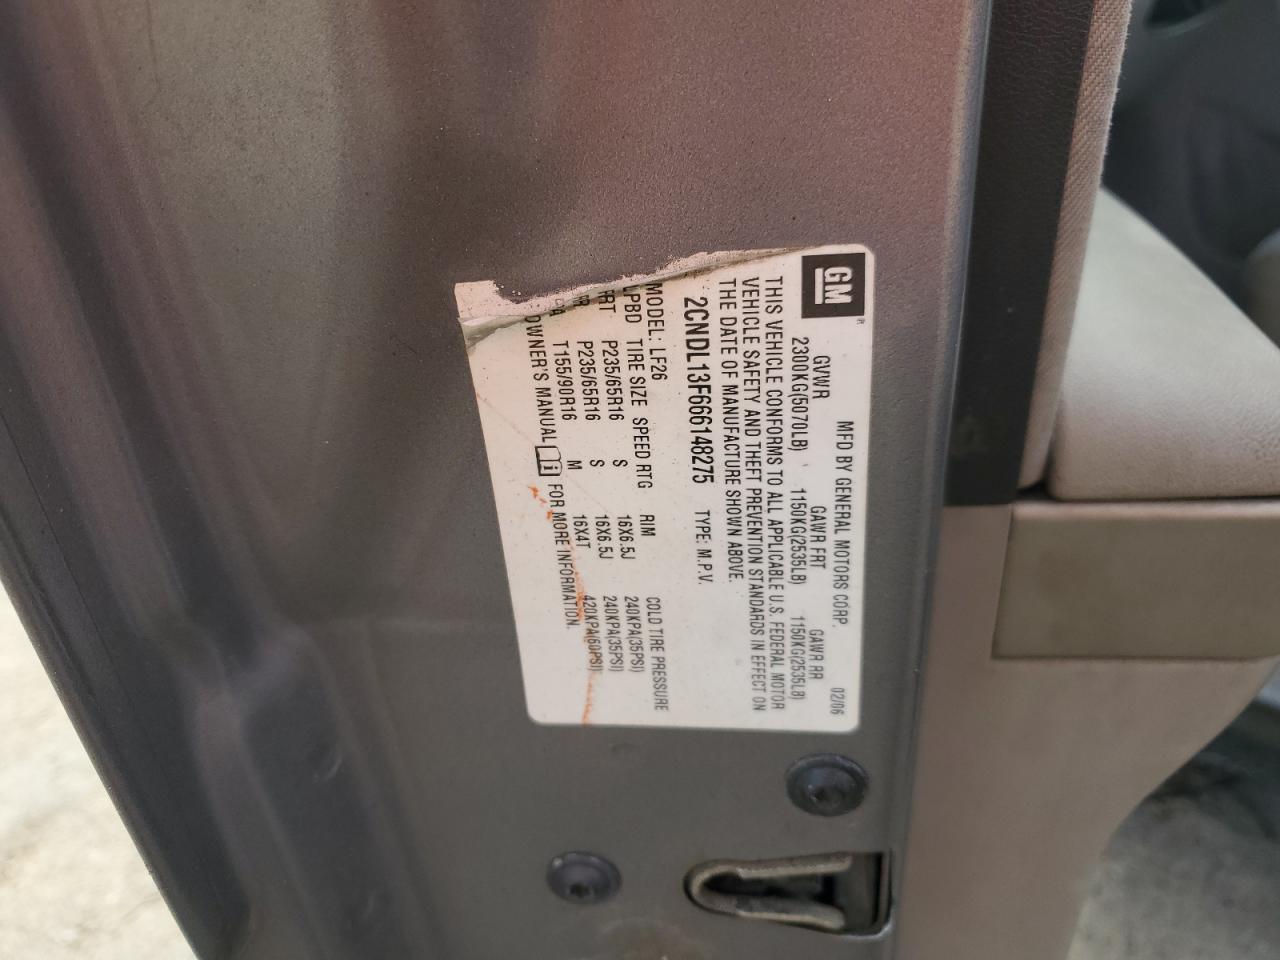 GM
MFD BY GENERAL MOTORS CORP. 02/06
GVWR GAWR FRT GAWR RR
2300KG(5070LB) 1150KG(2535LB) 1150KG(2535LB)
THIS VEHICLE CONFORMS TO ALL APPLICABLE U.S. FEDERAL MOTOR
VEHICLE SAFETY AND THEFT PREVENTION STANDARDS IN EFFECT ON
THE DATE OF MANUFACTURE SHOWN ABOVE.
2CNDL13F666148275 TYPE: M.P.V.
MODEL: LF26
TIRE SIZE SPEED RTG RIM COLD TIRE PRESSURE
P235/65R16 S 16X6.5J 240KPA(35PSI)
P235/65R16 S 16X6.5J 240KPA(35PSI)
T155/90R16 M 16X4T 420KPA(60PSI)
OWNER'S MANUAL FOR MORE INFORMATION.